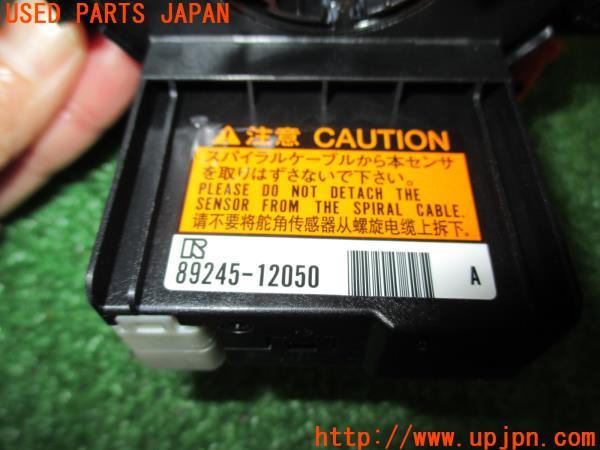 USED PARTS JAPAN
注意 CAUTION
スパイラルケーブルから本センサ
を取りはずさないで下さい。
PLEASE DO NOT DETACH THE
SENSOR FROM THE SPIRAL CABLE.
请不要将舵角传感器从螺旋电缆上拆下.
R
89245-12050 A
http://www.upjpn.com